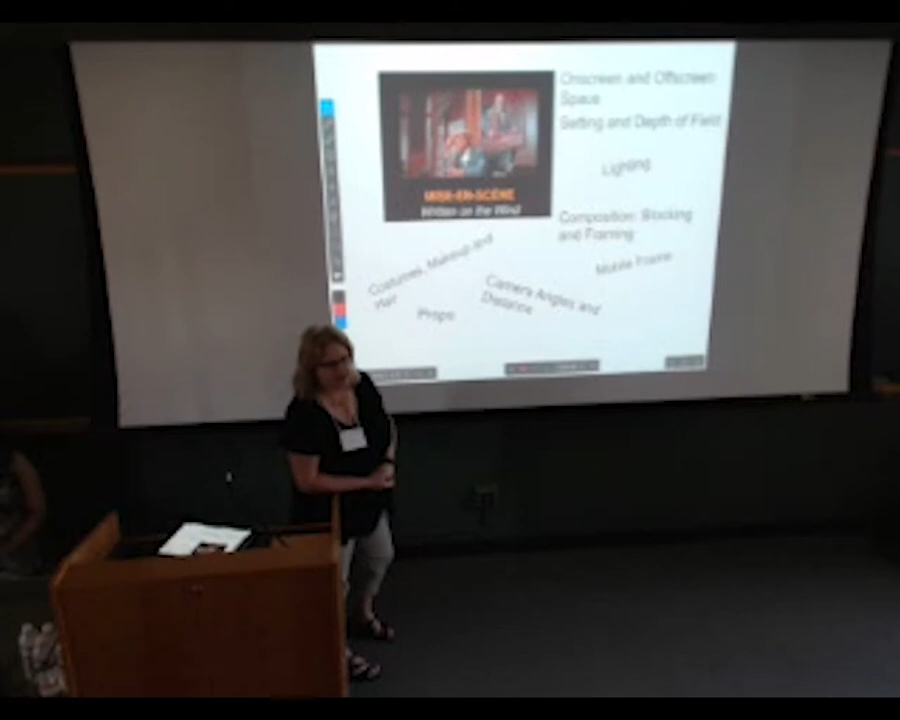 Onscreen and Offscreen
Space
Setting and Depth of Field
Lighting
MISE-EN-SCENE
Written on the Wind
Composition: Blocking
and Framing
Mobile Frame
Costumes, Makeup and
Hair
Camera Angles and
Distance
Props